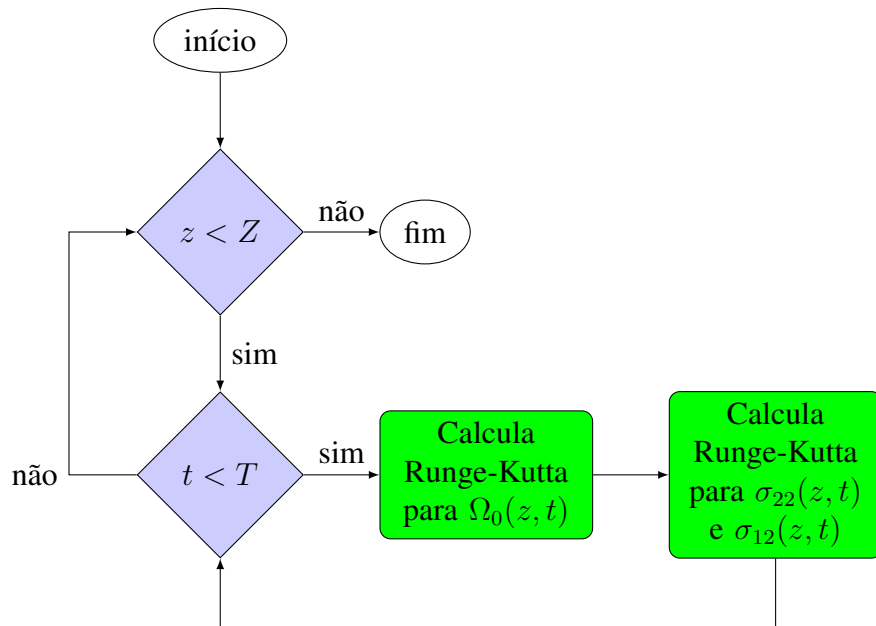 início
z < Z
não
fim
sim
t < T
não
sim
Calcula
Runge-Kutta
para Ω₀(z, t)
Calcula
Runge-Kutta
para σ₂₂(z, t)
e σ₁₂(z, t)